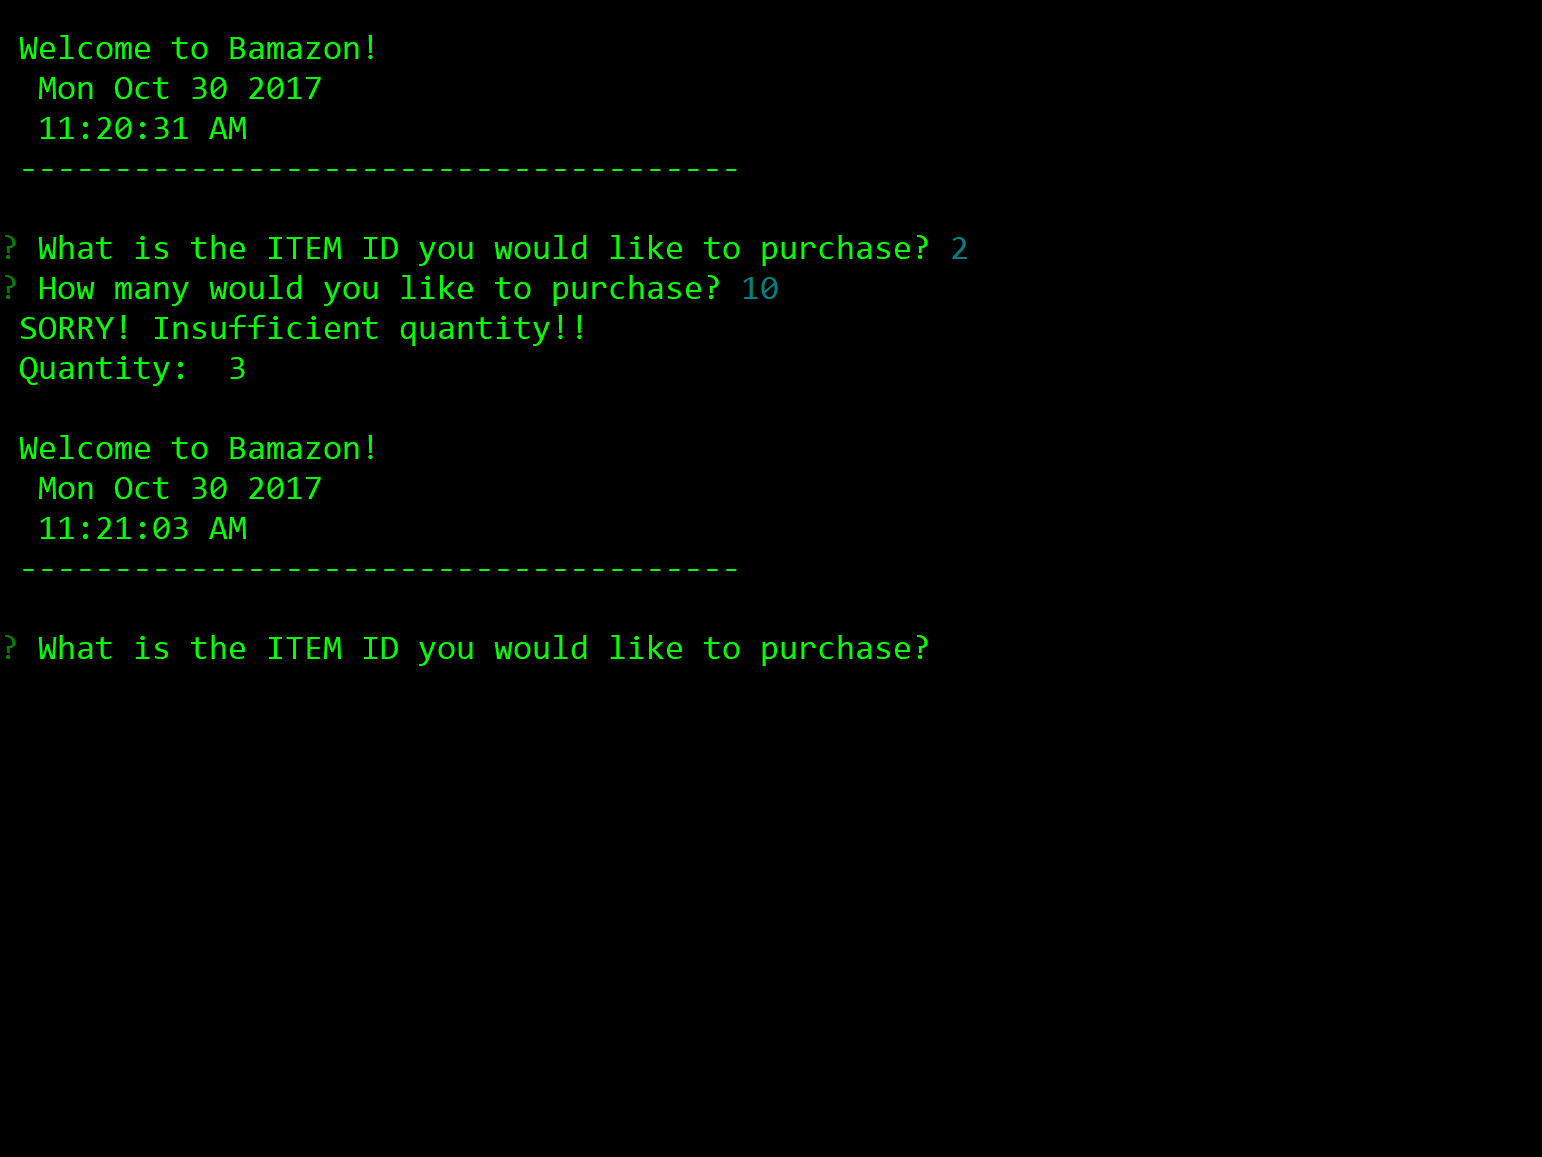 Welcome to Bamazon!
Mon Oct 30 2017
11:20:31 AM
--------------------------------------
? What is the ITEM ID you would like to purchase? 2
? How many would you like to purchase? 10
SORRY! Insufficient quantity!!
Quantity:  3
Welcome to Bamazon!
Mon Oct 30 2017
11:21:03 AM
--------------------------------------
? What is the ITEM ID you would like to purchase?